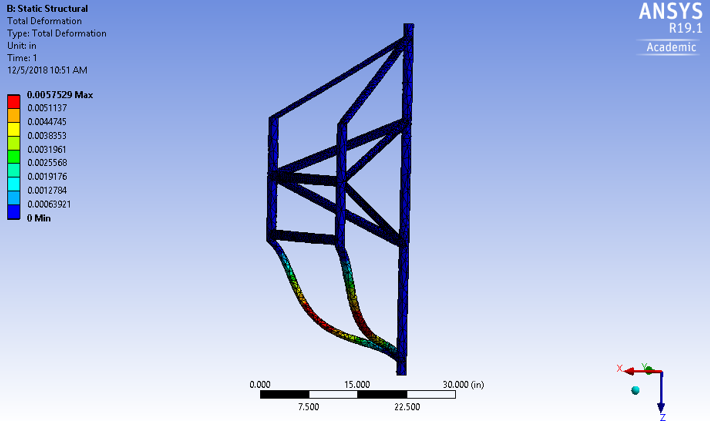 B: Static Structural
Total Deformation
Type: Total Deformation
Unit: in
Time: 1
12/5/2018 10:51 AM
0.0057529 Max
0.0051137
0.0044745
0.0038353
0.0031961
0.0025568
0.0019176
0.0012784
0.00063921
0 Min
ANSYS
R19.1
Academic
0.000 15.000 30.000 (in)
7.500 22.500
X Y
Z